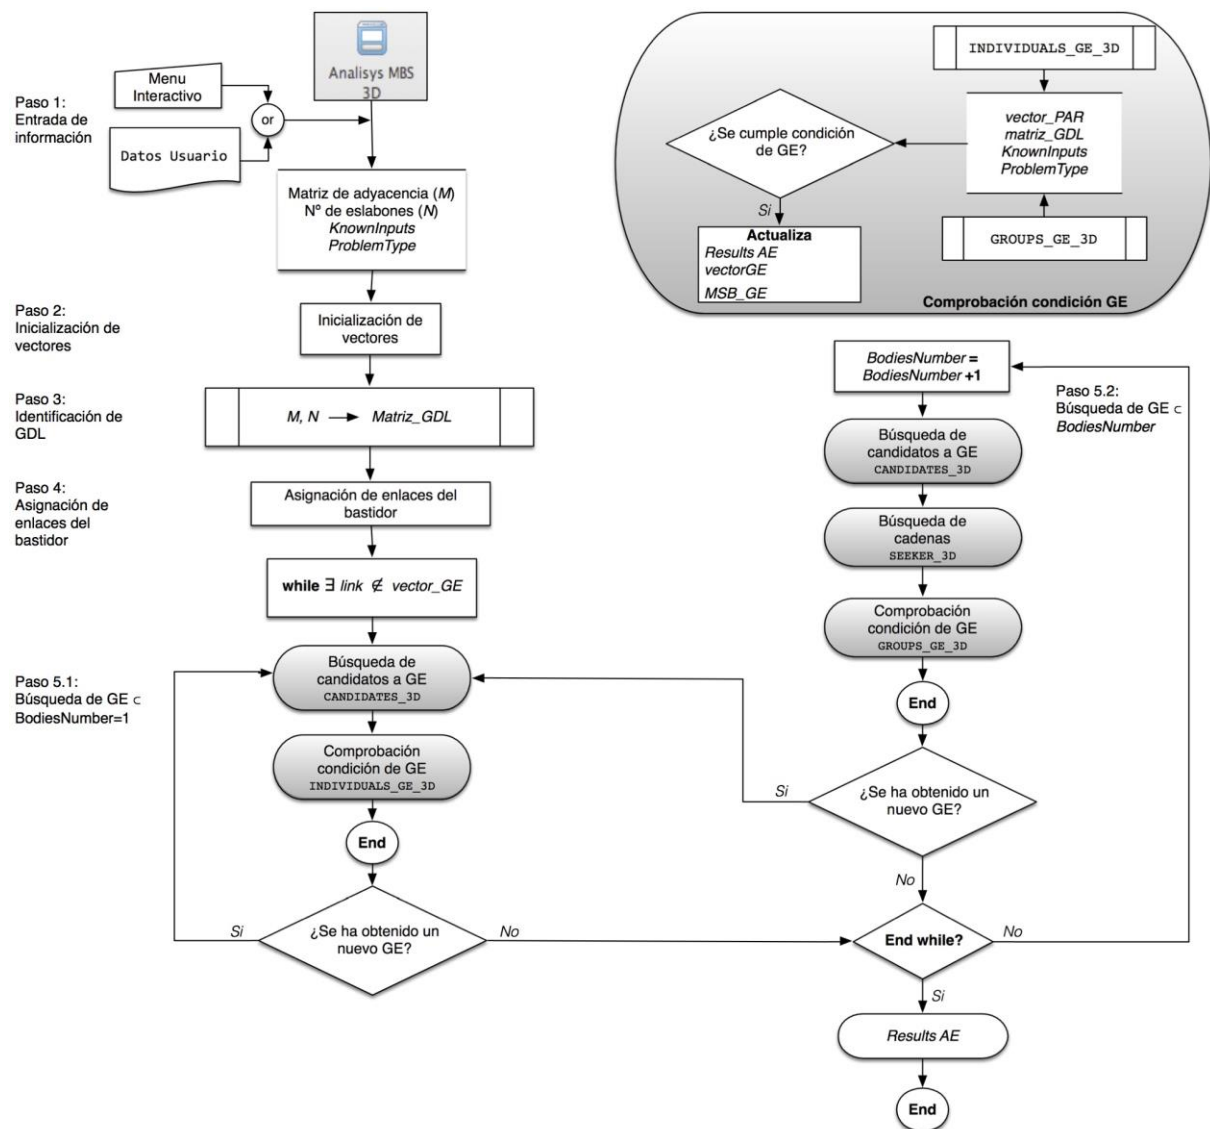 Analisys MBS
3D
Menu
Interactivo
Paso 1:
Entrada de
información
or
Datos Usuario
Matriz de adyacencia (M)
Nº de eslabones (N)
KnownInputs
ProblemType
Paso 2:
Inicialización de
vectores
Inicialización de
vectores
Paso 3:
Identificación de
GDL
M, N → Matriz_GDL
Paso 4:
Asignación de
enlaces del
bastidor
Asignación de enlaces del
bastidor
while ∃ link ∉ vector_GE
Paso 5.1:
Búsqueda de GE ⊂
BodiesNumber=1
Búsqueda de
candidatos a GE
CANDIDATES_3D
Comprobación
condición de GE
INDIVIDUALS_GE_3D
End
¿Se ha obtenido un
nuevo GE?
Si
No
INDIVIDUALS_GE_3D
vector_PAR
matriz_GDL
KnownInputs
ProblemType
GROUPS_GE_3D
¿Se cumple condición
de GE?
Si
Actualiza
Results AE
vectorGE
MSB_GE
Comprobación condición GE
BodiesNumber =
BodiesNumber +1
Paso 5.2:
Búsqueda de GE ⊂
BodiesNumber
Búsqueda de
candidatos a GE
CANDIDATES_3D
Búsqueda de
cadenas
SEEKER_3D
Comprobación
condición de GE
GROUPS_GE_3D
End
¿Se ha obtenido un
nuevo GE?
Si
No
End while?
No
Si
Results AE
End